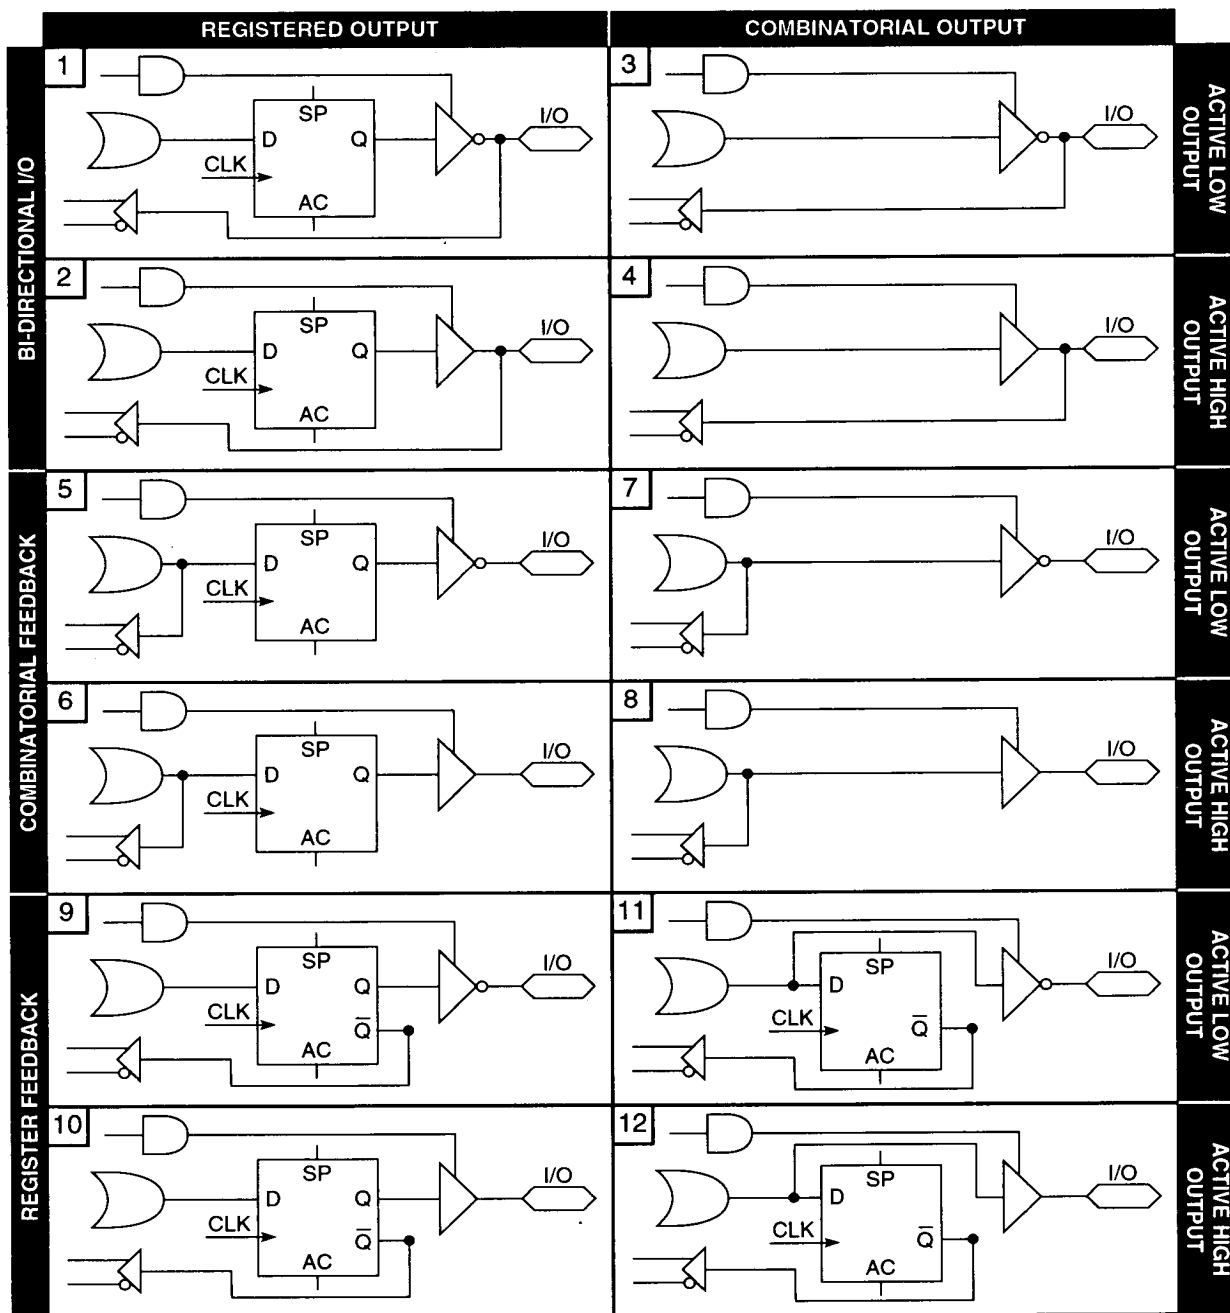 REGISTERED OUTPUT
COMBINATORIAL OUTPUT
BI-DIRECTIONAL I/O
1
SP
D
Q
CLK
AC
I/O
3
I/O
ACTIVE LOW
OUTPUT
2
SP
D
Q
CLK
AC
I/O
4
I/O
ACTIVE HIGH
OUTPUT
COMBINATORIAL FEEDBACK
5
SP
D
Q
CLK
AC
I/O
7
I/O
ACTIVE LOW
OUTPUT
6
SP
D
Q
CLK
AC
I/O
8
I/O
ACTIVE HIGH
OUTPUT
REGISTER FEEDBACK
9
SP
D
Q
CLK
Q̅
AC
I/O
11
SP
D
CLK
Q̅
AC
I/O
ACTIVE LOW
OUTPUT
10
SP
D
Q
CLK
Q̅
AC
I/O
12
SP
D
CLK
Q̅
AC
I/O
ACTIVE HIGH
OUTPUT